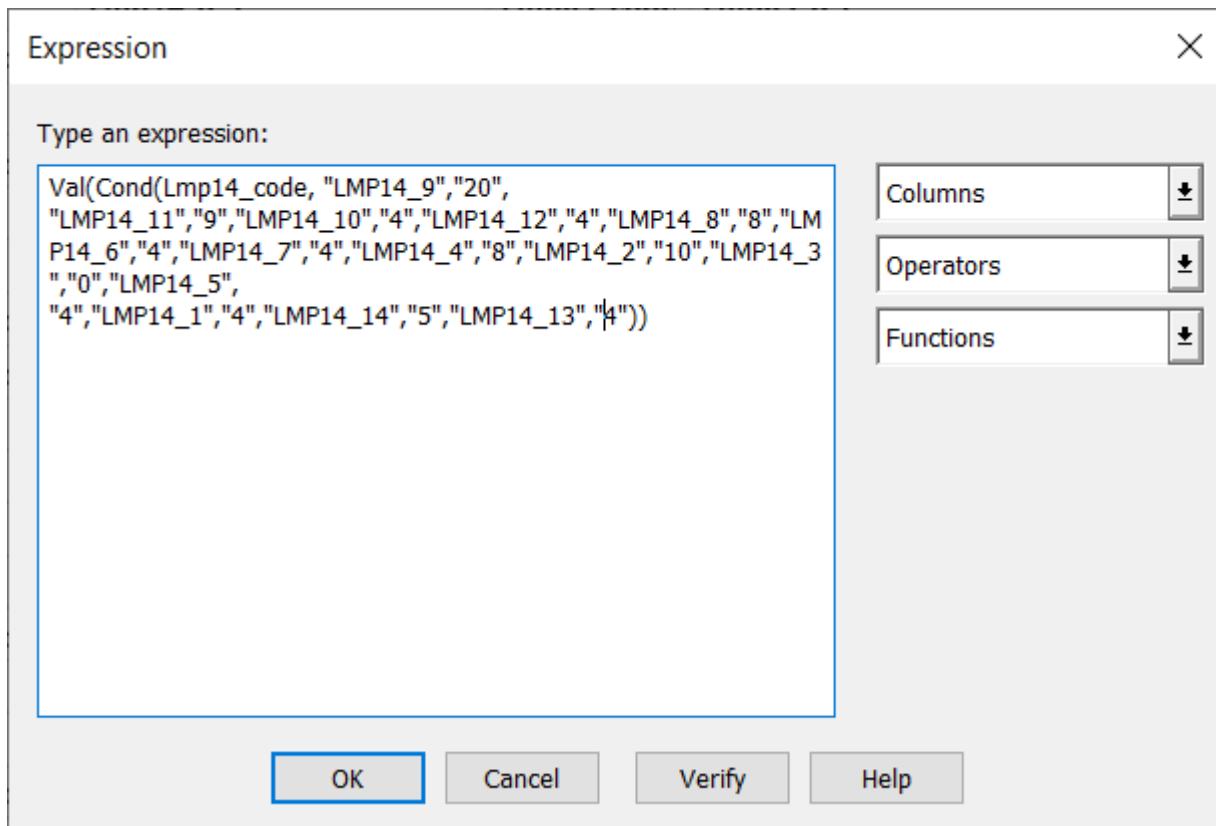 Expression
Type an expression:
Val(Cond(Lmp14_code, "LMP14_9","20",
"LMP14_11","9","LMP14_10","4","LMP14_12","4","LMP14_8","8","LM
P14_6","4","LMP14_7","4","LMP14_4","8","LMP14_2","10","LMP14_3
","0","LMP14_5",
"4","LMP14_1","4","LMP14_14","5","LMP14_13","4"))
Columns
Operators
Functions
OK
Cancel
Verify
Help